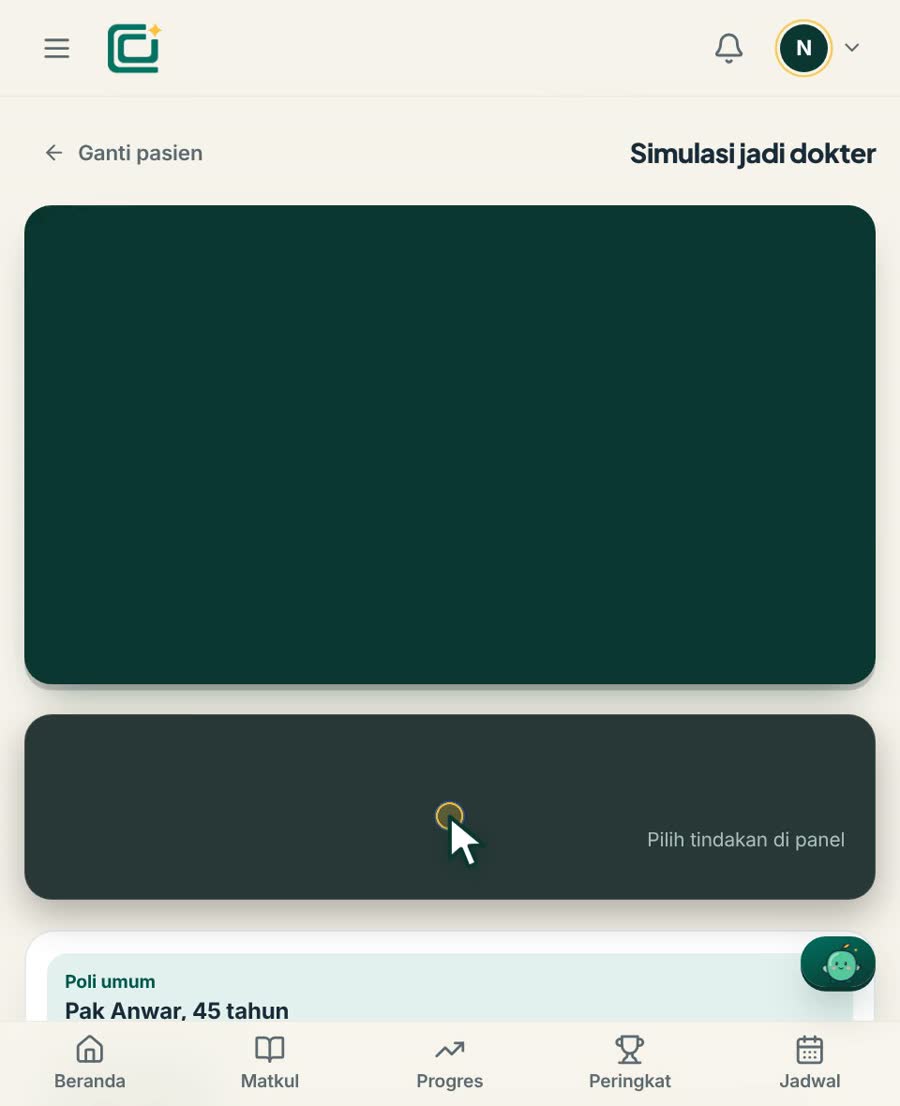 N
Ganti pasien
Simulasi jadi dokter
Pilih tindakan di panel
Poli umum
Pak Anwar, 45 tahun
Beranda
Matkul
Progres
Peringkat
Jadwal